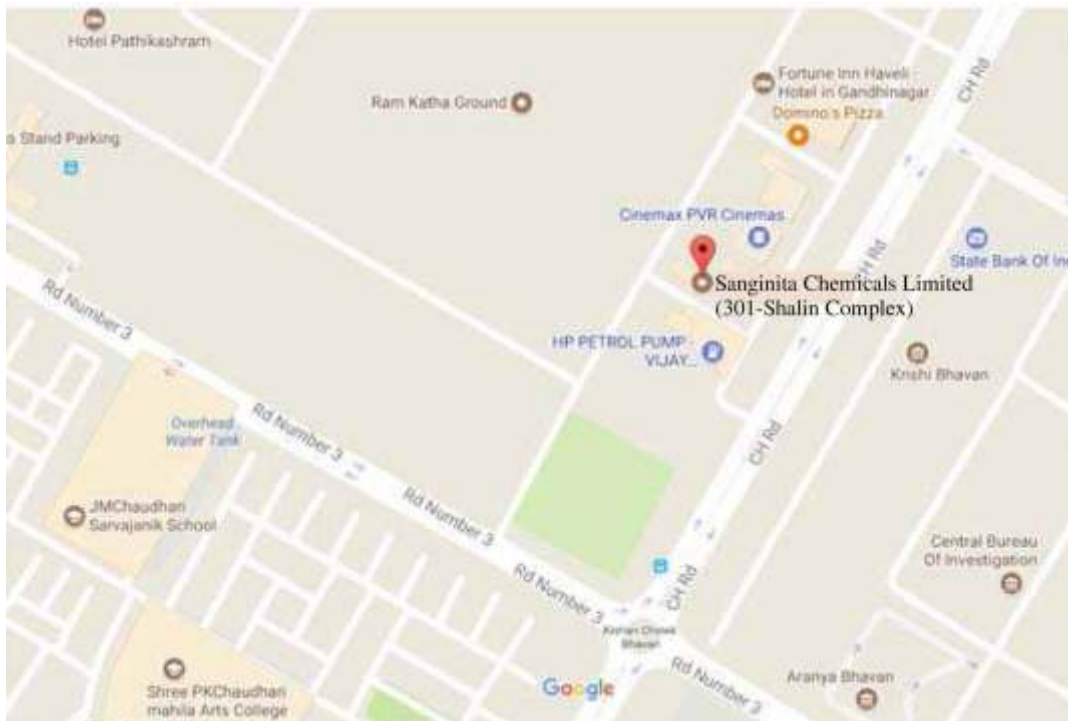 Hotel Pathikashram
Ram Katha Ground
Fortune Inn Haveli -
Hotel in Gandhinagar
Domino's Pizza
CH Rd
Stand Parking
Cinemax PVR Cinemas
State Bank Of
CH Rd
Sanginita Chemicals Limited
(301-Shalin Complex)
Rd Number 3
HP PETROL PUMP -
VIJAY...
Krishi Bhavan
Overhead
Water Tank
Rd Number 3
CH Rd
JMChaudhari
Sarvajanik School
Rd Number 3
Central Bureau
Of Investigation
Rd Number 3
CH Rd
Bhavan
Rd Number 3
Aranya Bhavan
Shree PKChaudhari
mahila Arts College
Google